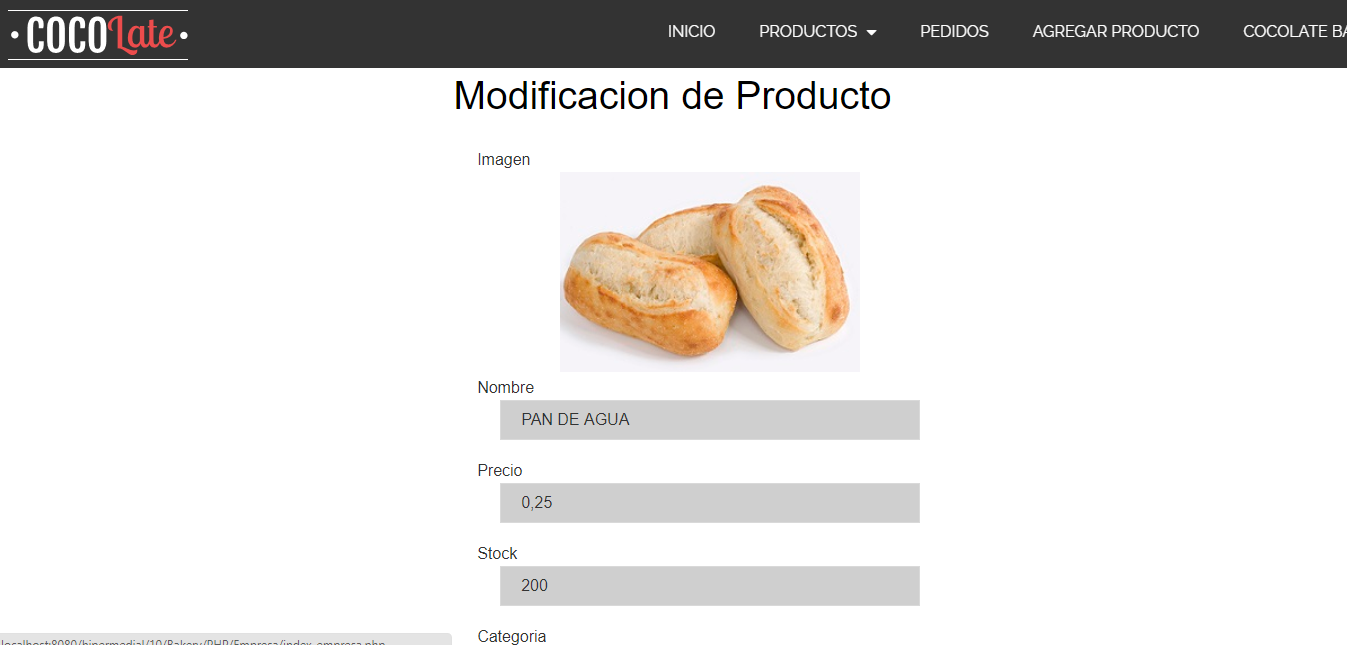 COCOLate
INICIO PRODUCTOS PEDIDOS AGREGAR PRODUCTO COCOLATE BA
Modificacion de Producto
Imagen
Nombre
PAN DE AGUA
Precio
0,25
Stock
200
Categoria
localhost:8080/hipermedial/10/Bakery/PHP/Empresa/index_empresa.php